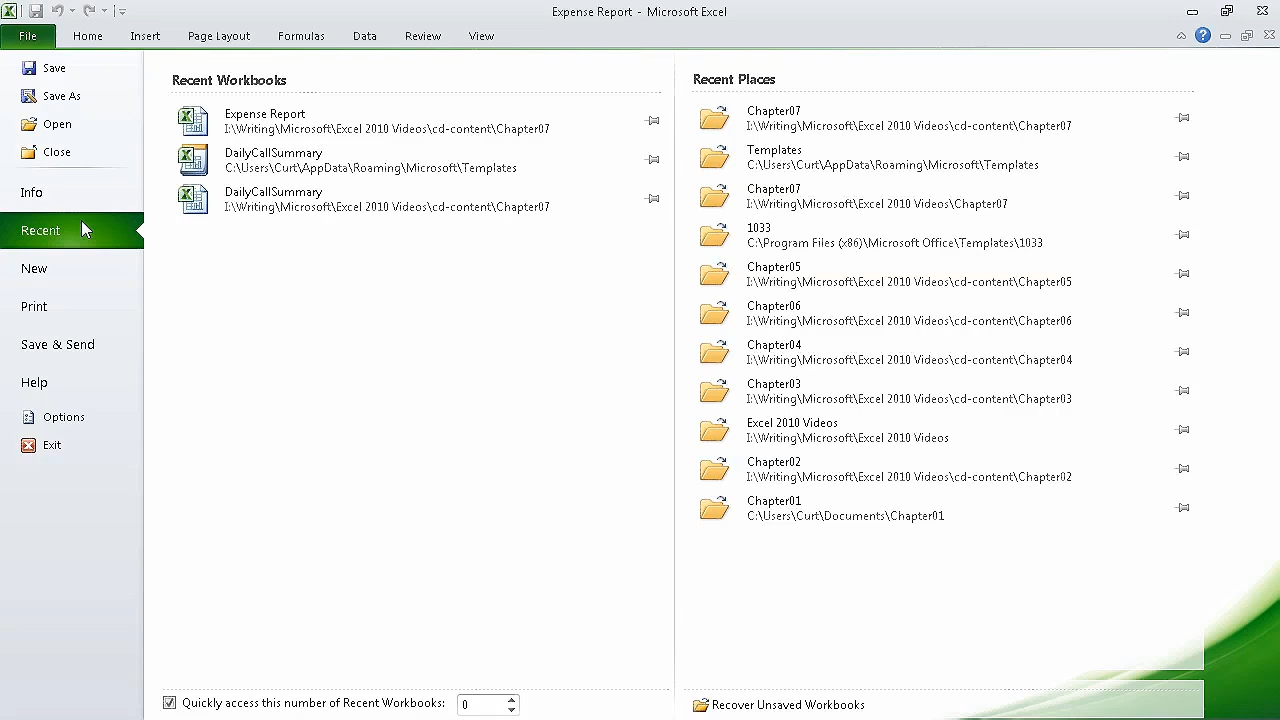 Expense Report - Microsoft Excel
File Home Insert Page Layout Formulas Data Review View
Save
Save As
Open
Close
Info
Recent
New
Print
Save & Send
Help
Options
Exit
Recent Workbooks
Expense Report
I:\Writing\Microsoft\Excel 2010 Videos\cd-content\Chapter07
DailyCallSummary
C:\Users\Curt\AppData\Roaming\Microsoft\Templates
DailyCallSummary
I:\Writing\Microsoft\Excel 2010 Videos\cd-content\Chapter07
Quickly access this number of Recent Workbooks: 0
Recent Places
Chapter07
I:\Writing\Microsoft\Excel 2010 Videos\cd-content\Chapter07
Templates
C:\Users\Curt\AppData\Roaming\Microsoft\Templates
Chapter07
I:\Writing\Microsoft\Excel 2010 Videos\Chapter07
1033
C:\Program Files (x86)\Microsoft Office\Templates\1033
Chapter05
I:\Writing\Microsoft\Excel 2010 Videos\cd-content\Chapter05
Chapter06
I:\Writing\Microsoft\Excel 2010 Videos\cd-content\Chapter06
Chapter04
I:\Writing\Microsoft\Excel 2010 Videos\cd-content\Chapter04
Chapter03
I:\Writing\Microsoft\Excel 2010 Videos\cd-content\Chapter03
Excel 2010 Videos
I:\Writing\Microsoft\Excel 2010 Videos
Chapter02
I:\Writing\Microsoft\Excel 2010 Videos\cd-content\Chapter02
Chapter01
C:\Users\Curt\Documents\Chapter01
Recover Unsaved Workbooks